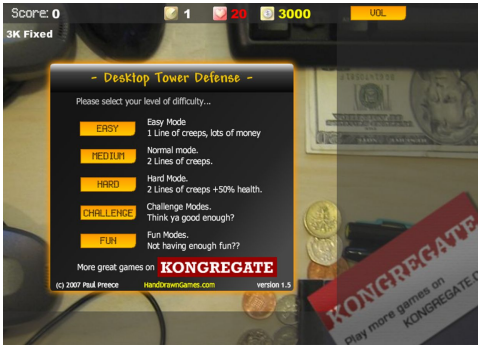 Score: 0 1 20 3000 VOL
3K Fixed
- Desktop Tower Defense -
Please select your level of difficulty...
EASY
Easy Mode
1 Line of creeps, lots of money
MEDIUM
Normal mode.
2 Lines of creeps.
HARD
Hard Mode.
2 Lines of creeps +50% health.
CHALLENGE
Challenge Modes.
Think ya good enough?
FUN
Fun Modes.
Not having enough fun??
More great games on KONGREGATE
(c) 2007 Paul Preece HandDrawnGames.com version 1.5
KONGREGATE
Play more games on
KONGREGATE.C